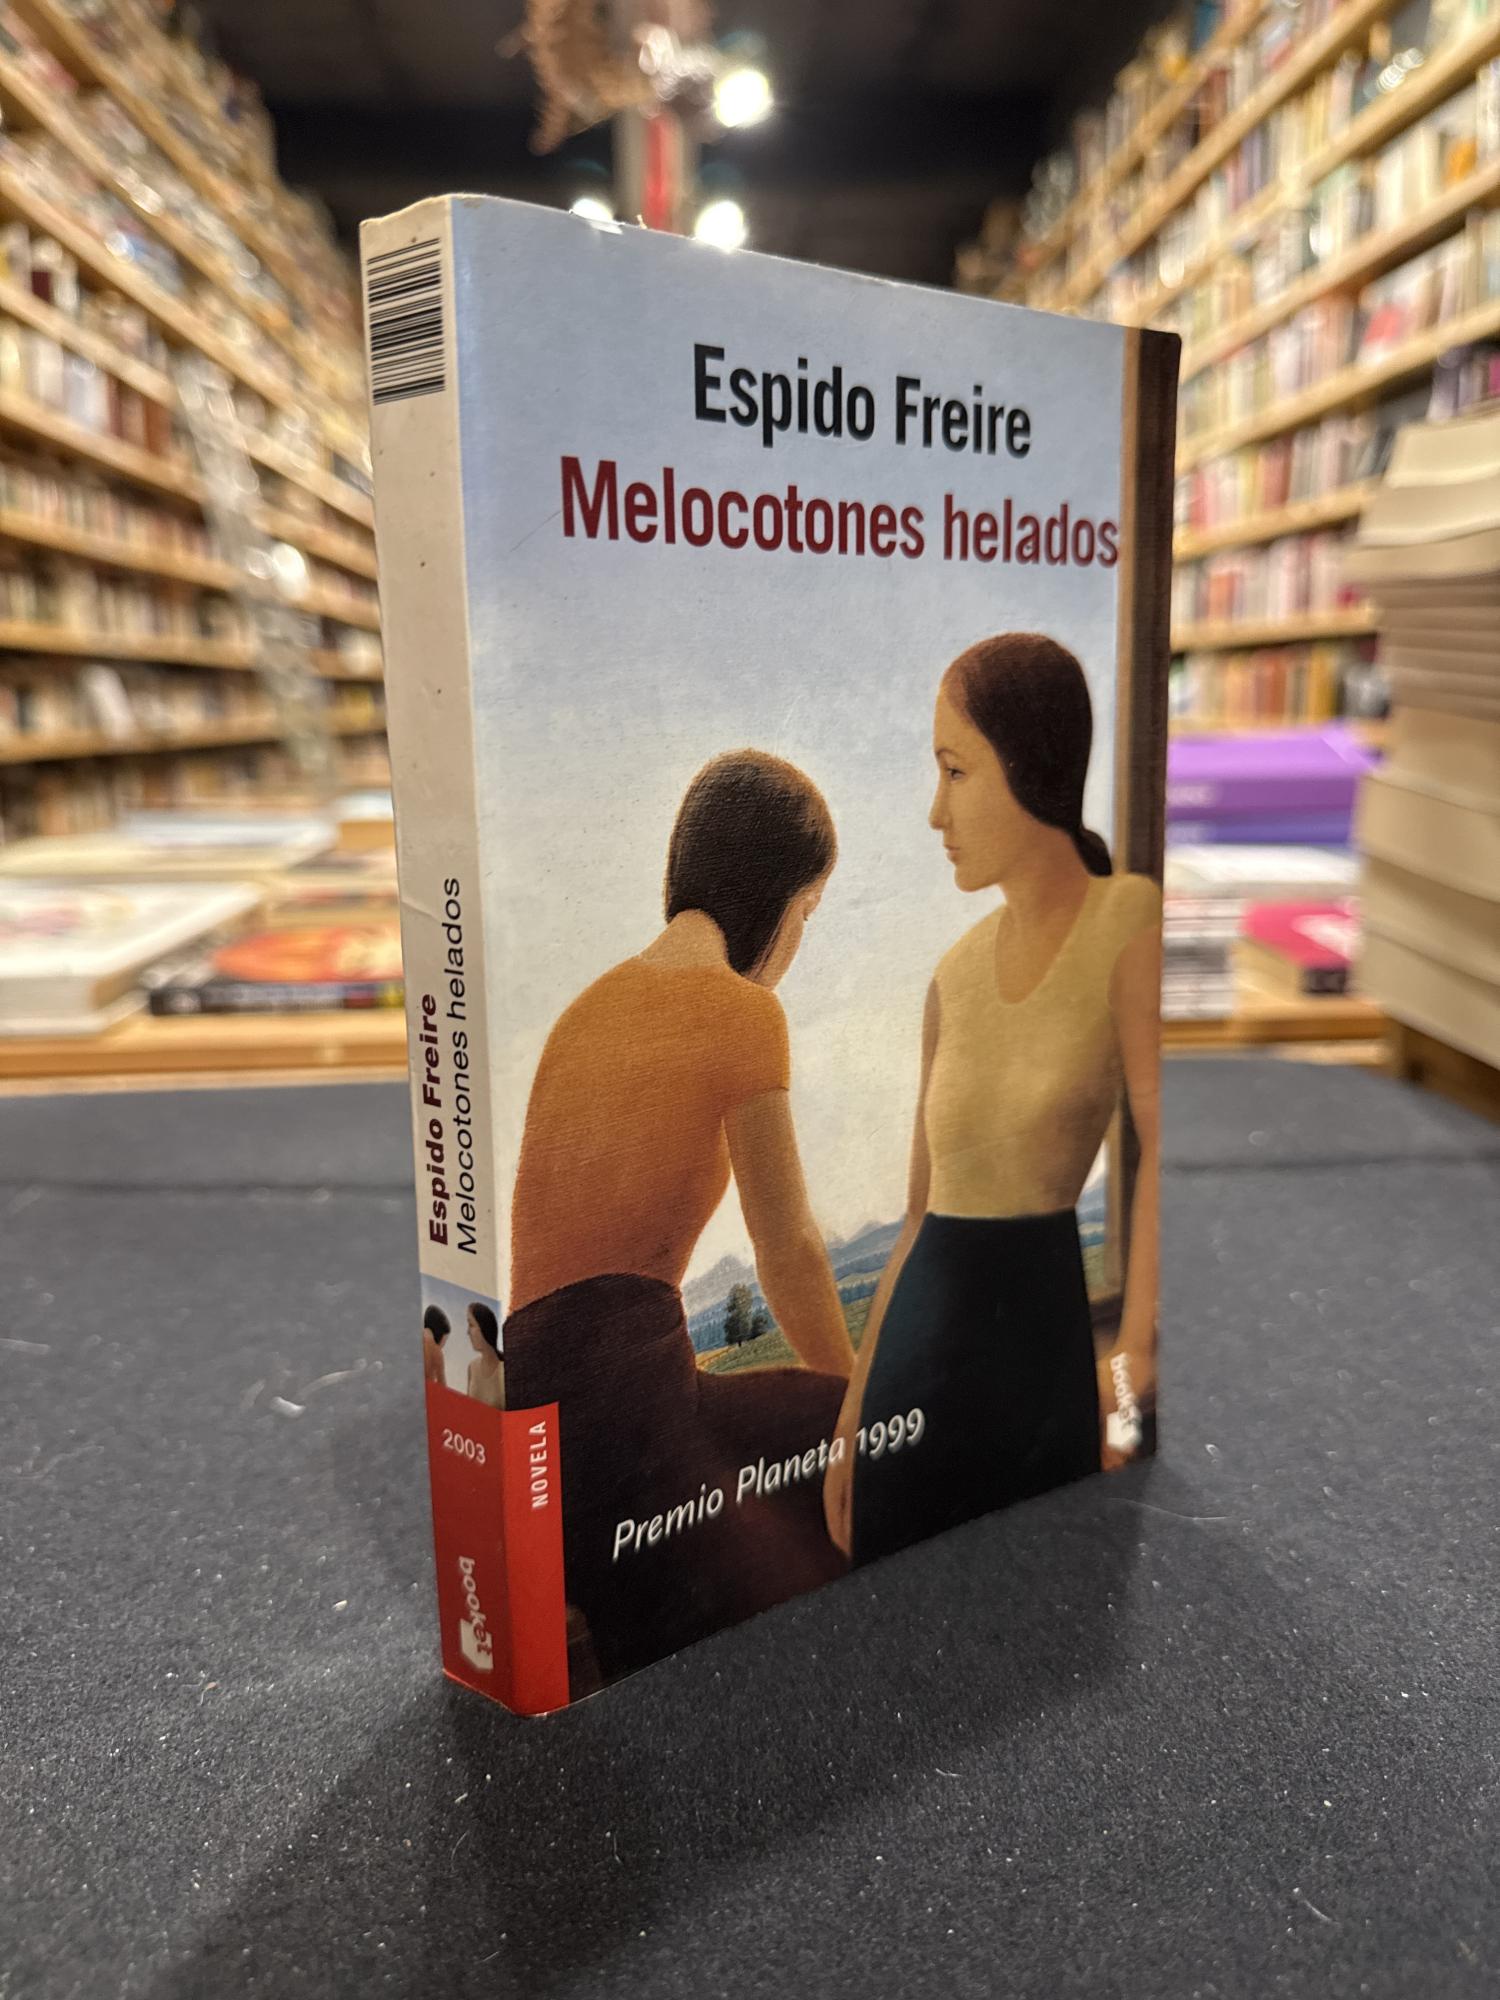 Espido Freire
Melocotones helados
Premio Planeta 1999
booket
Espido Freire
Melocotones helados
2003
NOVELA
booket